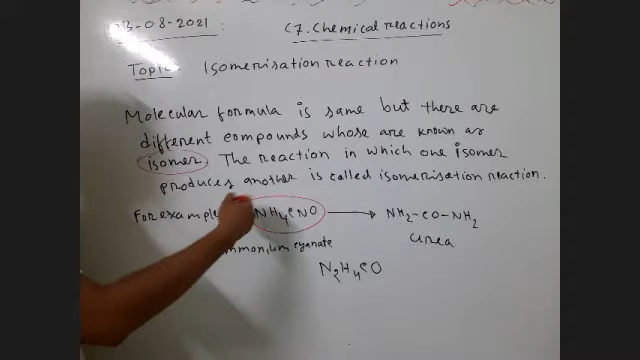 23-08-2021 C7. Chemical reactions
Topic: Isomerisation reaction
Molecular formula is same but there are
different compounds whose are known as
isomer. The reaction in which one isomer
produces another is called isomerisation reaction.
For example NH4CNO → NH2-CO-NH2
mmonium cyanate urea
N2H4CO